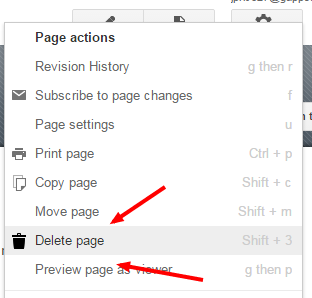 Page actions
Revision History g then r
Subscribe to page changes f
Page settings u
Print page Ctrl + p
Copy page Shift + c
Move page Shift + m
Delete page Shift + 3
Preview page as viewer g then p